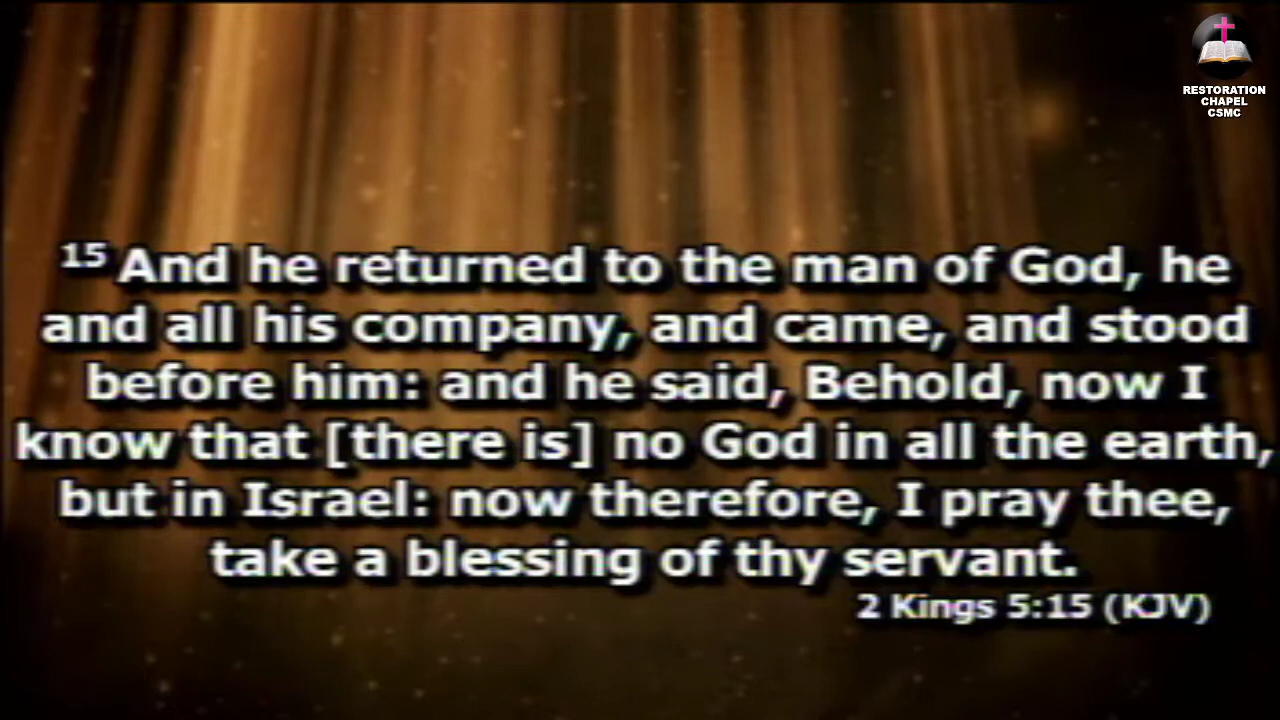 RESTORATION
CHAPEL
CSMC
15 And he returned to the man of God, he
and all his company, and came, and stood
before him: and he said, Behold, now I
know that [there is] no God in all the earth,
but in Israel: now therefore, I pray thee,
take a blessing of thy servant.
2 Kings 5:15 (KJV)